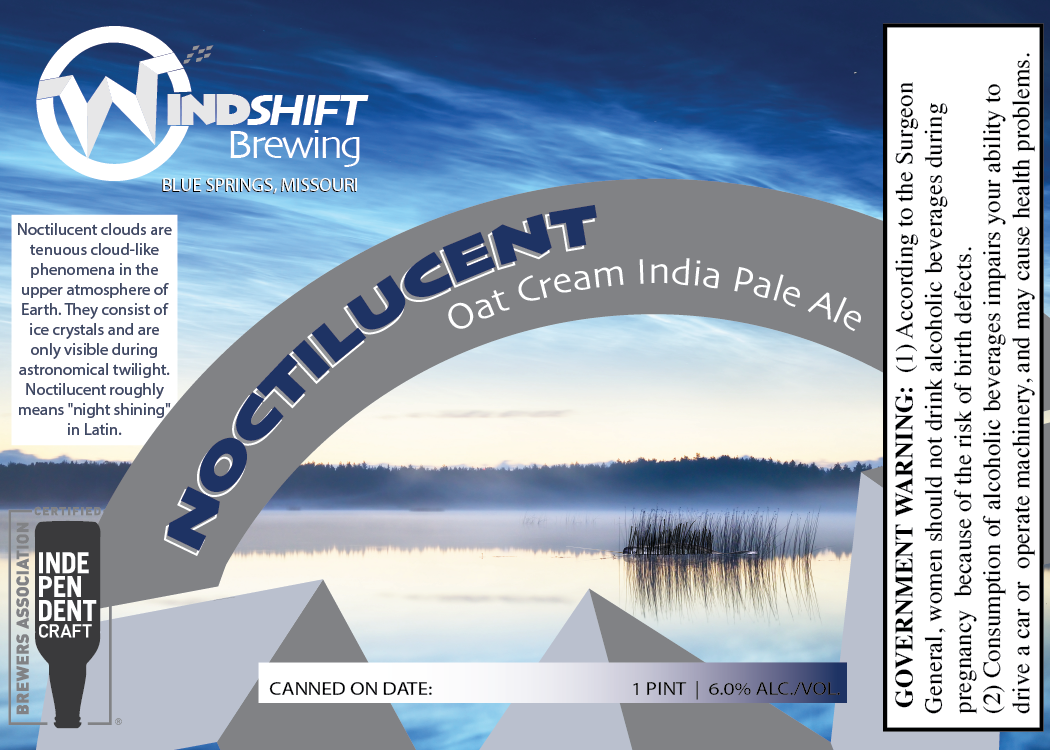 WINDSHIFT
Brewing
BLUE SPRINGS, MISSOURI
Noctilucent clouds are
tenuous cloud-like
phenomena in the
upper atmosphere of
Earth. They consist of
ice crystals and are
only visible during
astronomical twilight.
Noctilucent roughly
means "night shining"
in Latin.
NOCTILUCENT
Oat Cream India Pale Ale
CERTIFIED
BREWERS ASSOCIATION
INDE
PEN
DENT
CRAFT
®
CANNED ON DATE:
1 PINT | 6.0% ALC./VOL.
GOVERNMENT WARNING: (1) According to the Surgeon
General, women should not drink alcoholic beverages during
pregnancy because of the risk of birth defects.
(2) Consumption of alcoholic beverages impairs your ability to
drive a car or operate machinery, and may cause health problems.